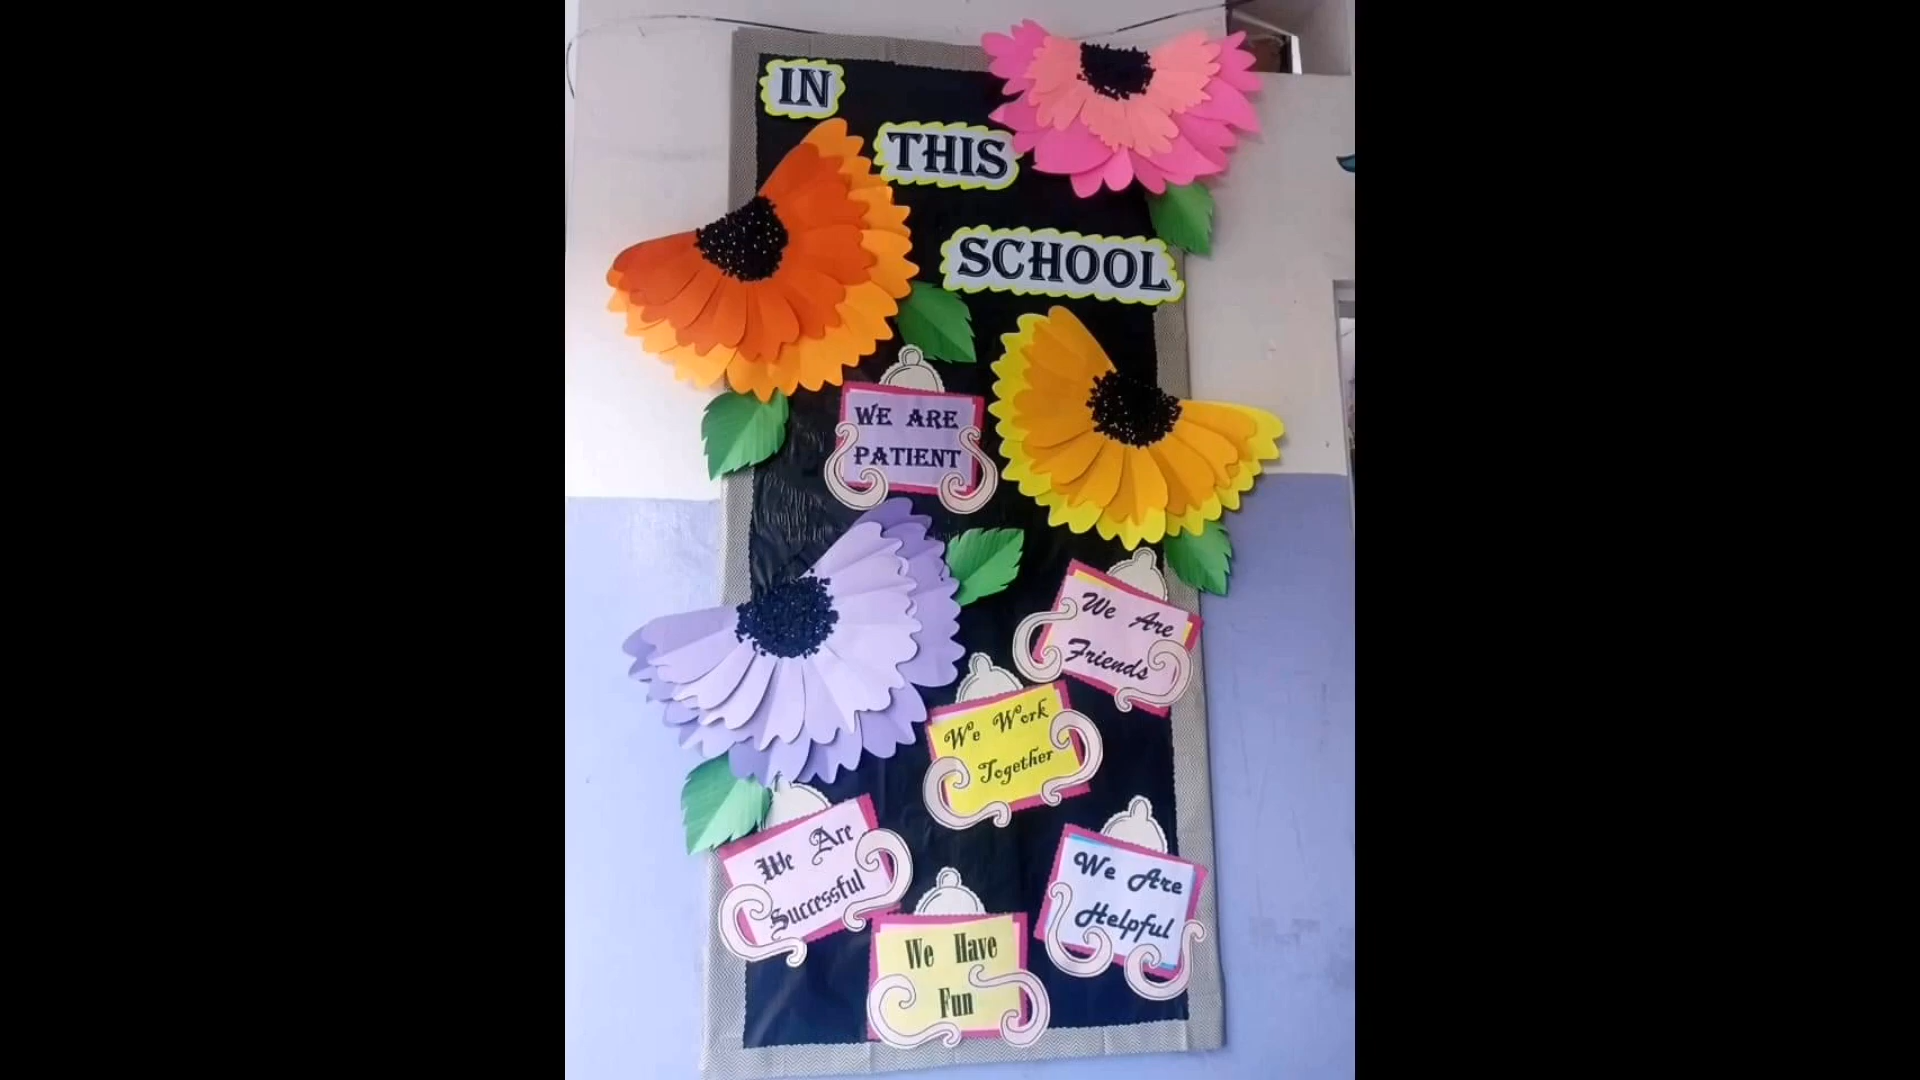 IN
THIS
SCHOOL
WE ARE
PATIENT
We Are
Friends
We Work
Together
We Are
Successful
We Are
Helpful
We Have
Fun